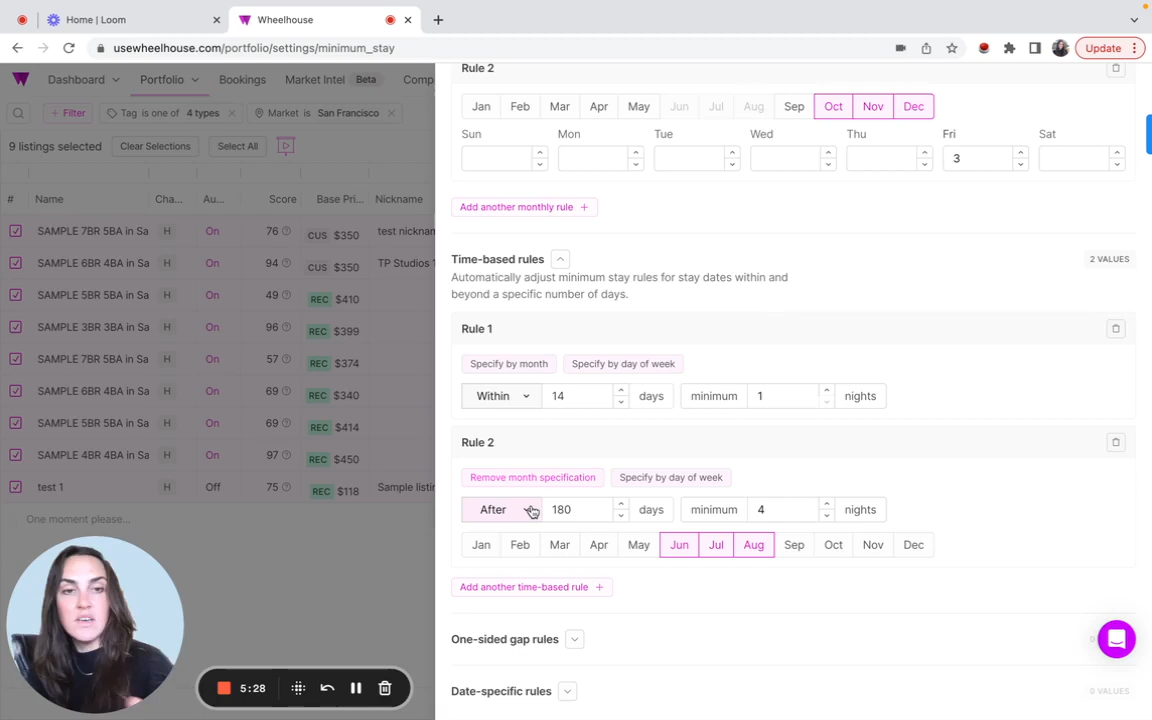 Home | Loom
Wheelhouse
usewheelhouse.com/portfolio/settings/minimum_stay
Update
Dashboard
Portfolio
Bookings
Market Intel
Beta
Comp
Filter
Tag is one of 4 types
Market is San Francisco
9 listings selected
Clear Selections
Select All
# Name Cha... Au... Score Base Pri... Nickname
SAMPLE 7BR 5BA in Sa H On 76 CUS $350 test nicknam
SAMPLE 6BR 4BA in Sa H On 94 CUS $350 TP Studios 1
SAMPLE 5BR 5BA in Sa H On 49 REC $410
SAMPLE 3BR 3BA in Sa H On 96 REC $399
SAMPLE 7BR 5BA in Sa H On 57 REC $374
SAMPLE 6BR 4BA in Sa H On 69 REC $340
SAMPLE 5BR 5BA in Sa H On 69 REC $414
SAMPLE 4BR 4BA in Sa H On 97 REC $450
test 1 H Off 75 REC $118 Sample listin
One moment please...
5:28
Rule 2
Jan Feb Mar Apr May Jun Jul Aug Sep Oct Nov Dec
Sun Mon Tue Wed Thu Fri Sat
3
Add another monthly rule +
Time-based rules
2 VALUES
Automatically adjust minimum stay rules for stay dates within and
beyond a specific number of days.
Rule 1
Specify by month
Specify by day of week
Within 14 days minimum 1 nights
Rule 2
Remove month specification
Specify by day of week
After 180 days minimum 4 nights
Jan Feb Mar Apr May Jun Jul Aug Sep Oct Nov Dec
Add another time-based rule +
One-sided gap rules
Date-specific rules
0 VALUES